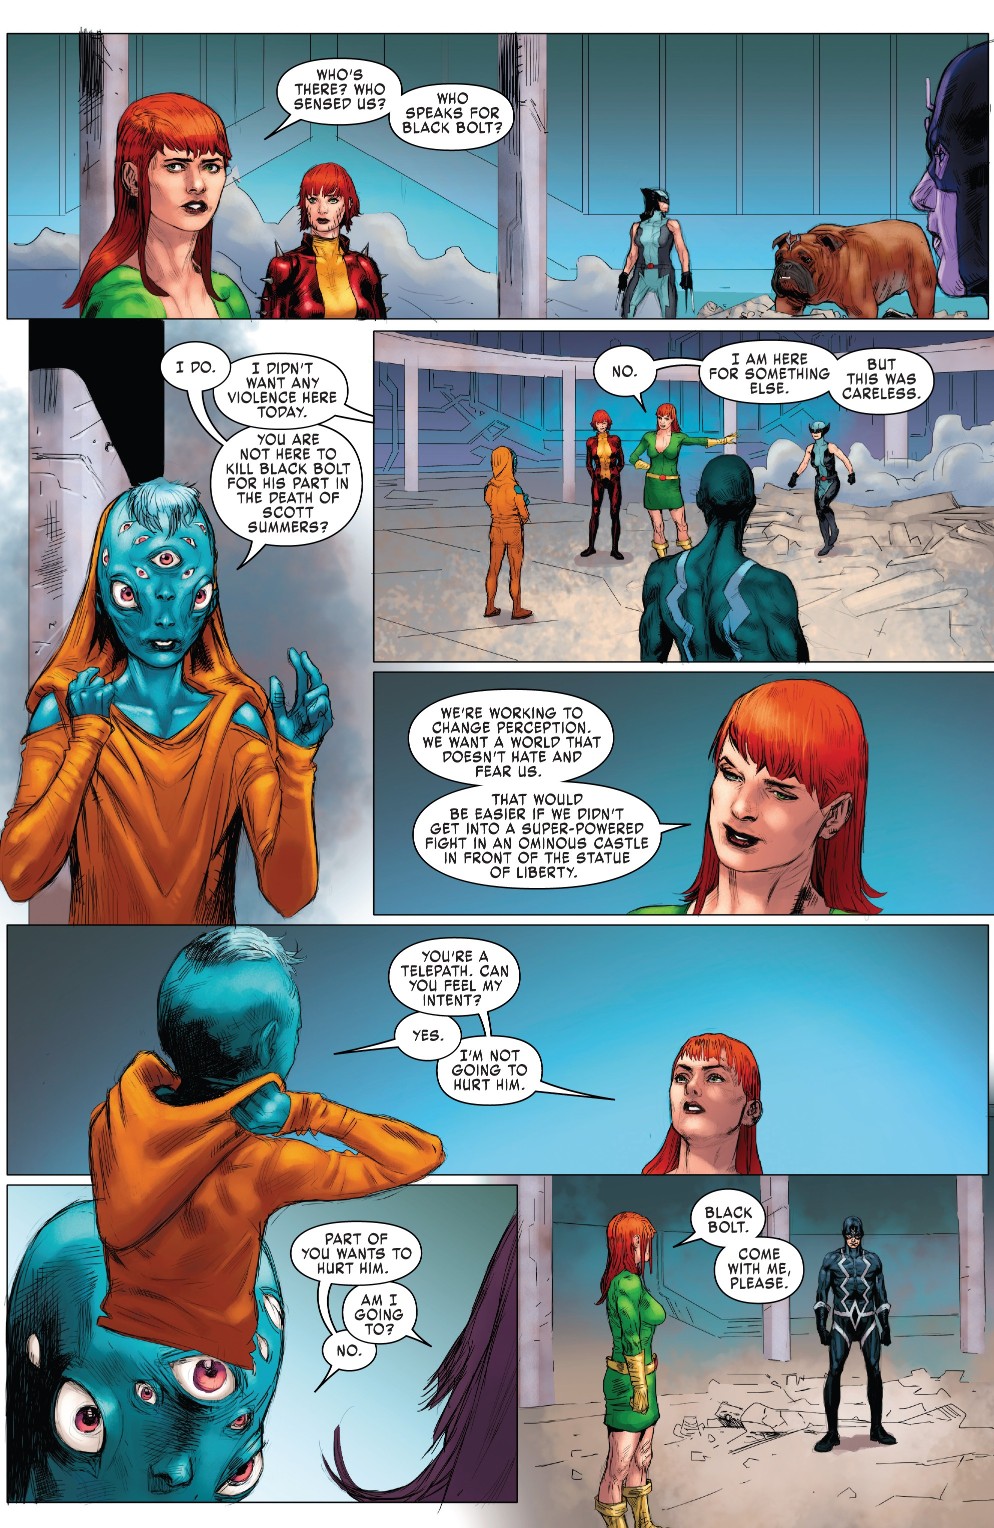 WHO'S
THERE? WHO
SENSED US?
WHO
SPEAKS FOR
BLACK BOLT?
I DO.
I DIDN'T
WANT ANY
VIOLENCE HERE
TODAY.
YOU ARE
NOT HERE TO
KILL BLACK BOLT
FOR HIS PART IN
THE DEATH OF
SCOTT
SUMMERS?
NO.
I AM HERE
FOR SOMETHING
ELSE.
BUT
THIS WAS
CARELESS.
WE'RE WORKING TO
CHANGE PERCEPTION.
WE WANT A WORLD THAT
DOESN'T HATE AND
FEAR US.
THAT WOULD
BE EASIER IF WE DIDN'T
GET INTO A SUPER-POWERED
FIGHT IN AN OMINOUS CASTLE
IN FRONT OF THE STATUE
OF LIBERTY.
YOU'RE A
TELEPATH. CAN
YOU FEEL MY
INTENT?
YES.
I'M NOT
GOING TO
HURT HIM.
PART OF
YOU WANTS TO
HURT HIM.
AM I
GOING
TO?
NO.
BLACK
BOLT.
COME
WITH ME,
PLEASE.